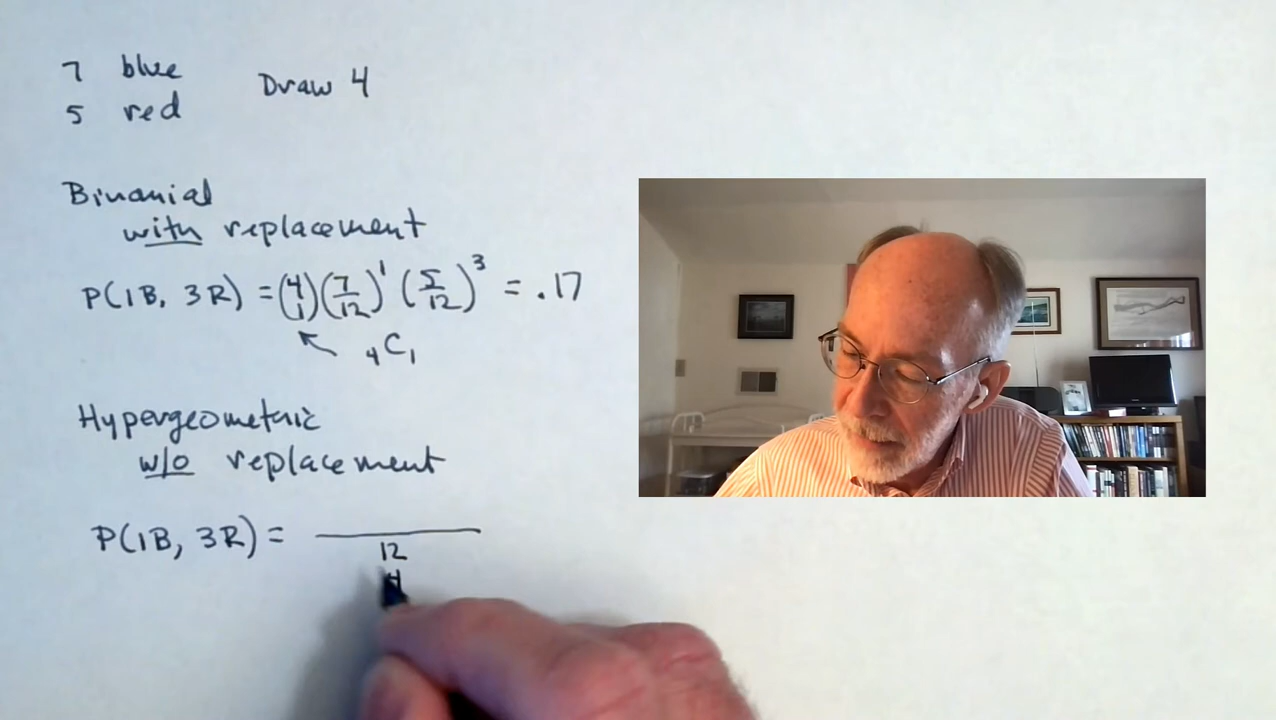 7 blue
5 red
Draw 4
Binomial
with replacement
P(1B, 3R) = (4 1)(7/12)^1 (5/12)^3 = .17
4C1
Hypergeometric
w/o replacement
P(1B, 3R) =
12
4